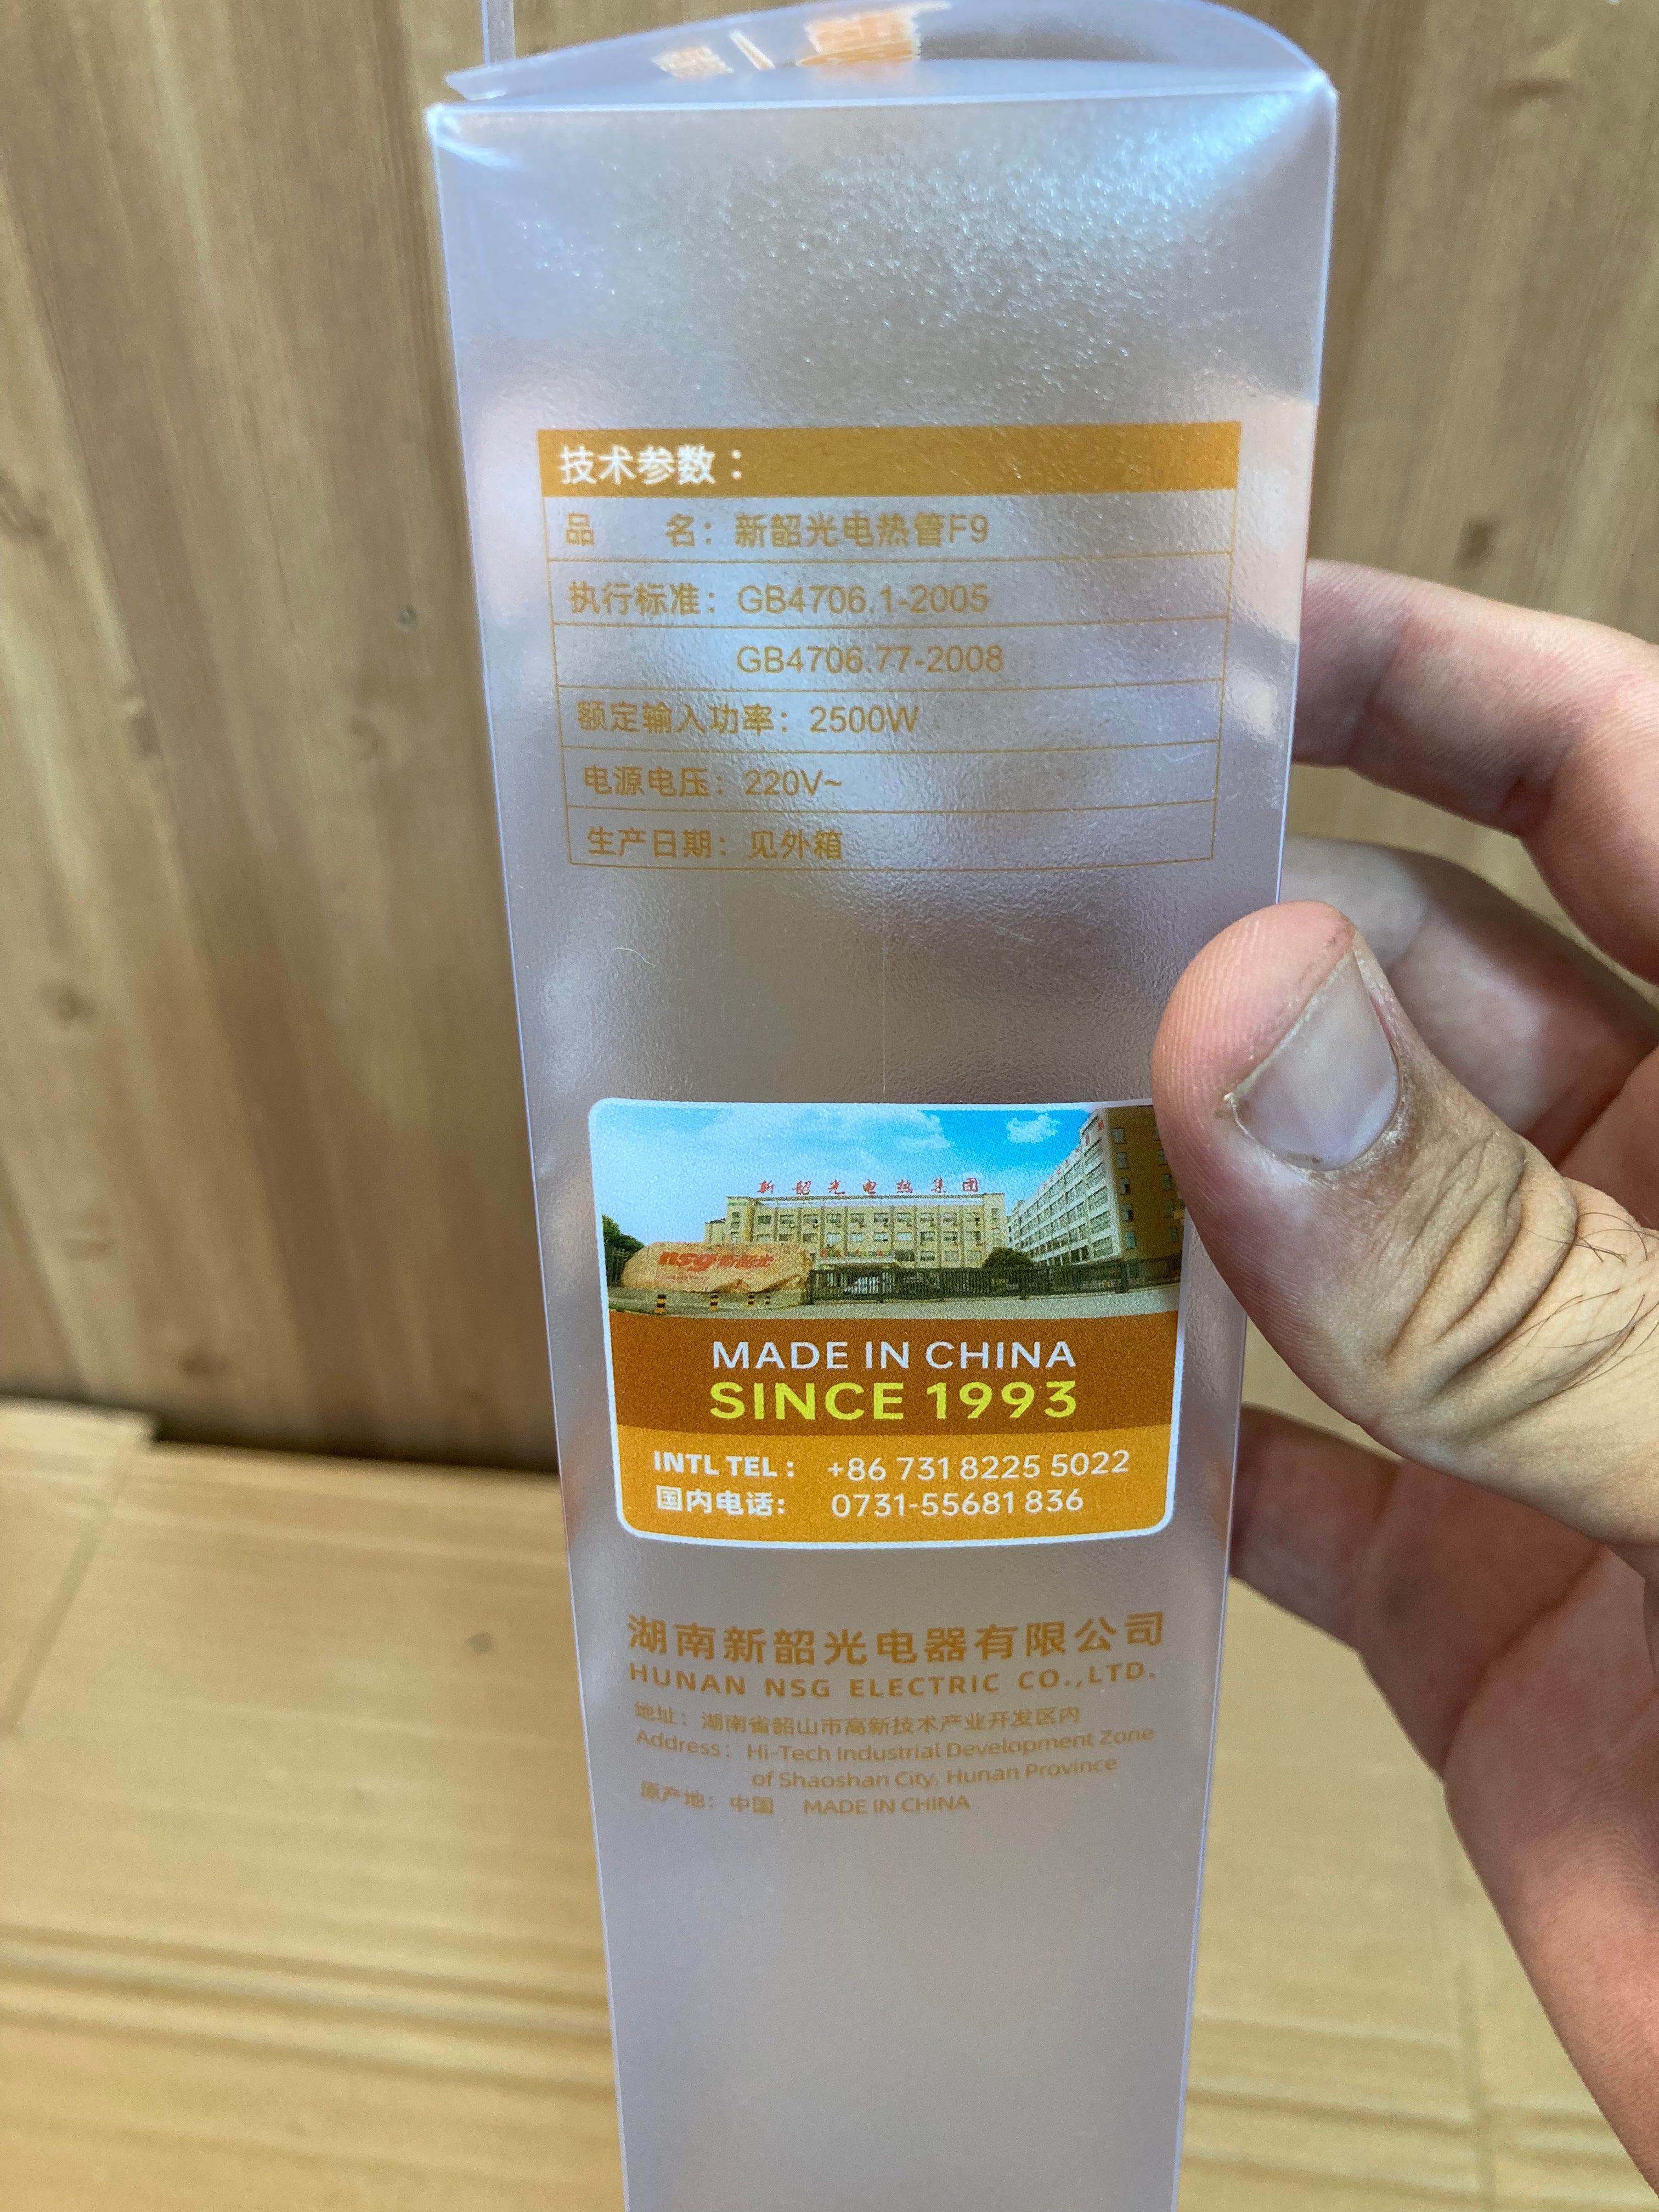 技术参数：
品　　名：新韶光电热管F9
执行标准：GB4706.1-2005
GB4706.77-2008
额定输入功率：2500W
电源电压：220V~
生产日期：见外箱
新韶光电热集团
nsg新韶光
MADE IN CHINA
SINCE 1993
INTL TEL： +86 731 8225 5022
国内电话： 0731-55681 836
湖南新韶光电器有限公司
HUNAN NSG ELECTRIC CO.,LTD.
地址：湖南省韶山市高新技术产业开发区内
Address：Hi-Tech Industrial Development Zone
of Shaoshan City, Hunan Province
原产地：中国 MADE IN CHINA